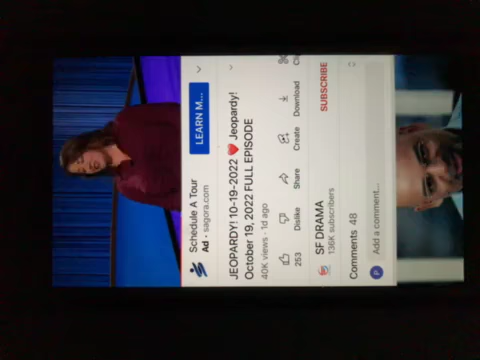 Schedule A Tour
Ad • sagora.com
LEARN M...
JEOPARDY! 10-19-2022 ❤️ Jeopardy!
October 19, 2022 FULL EPISODE
40K views · 1d ago
253
Dislike
Share
Create
Download
Cli
SF DRAMA
136K subscribers
SUBSCRIBE
Comments 48
P
Add a comment...